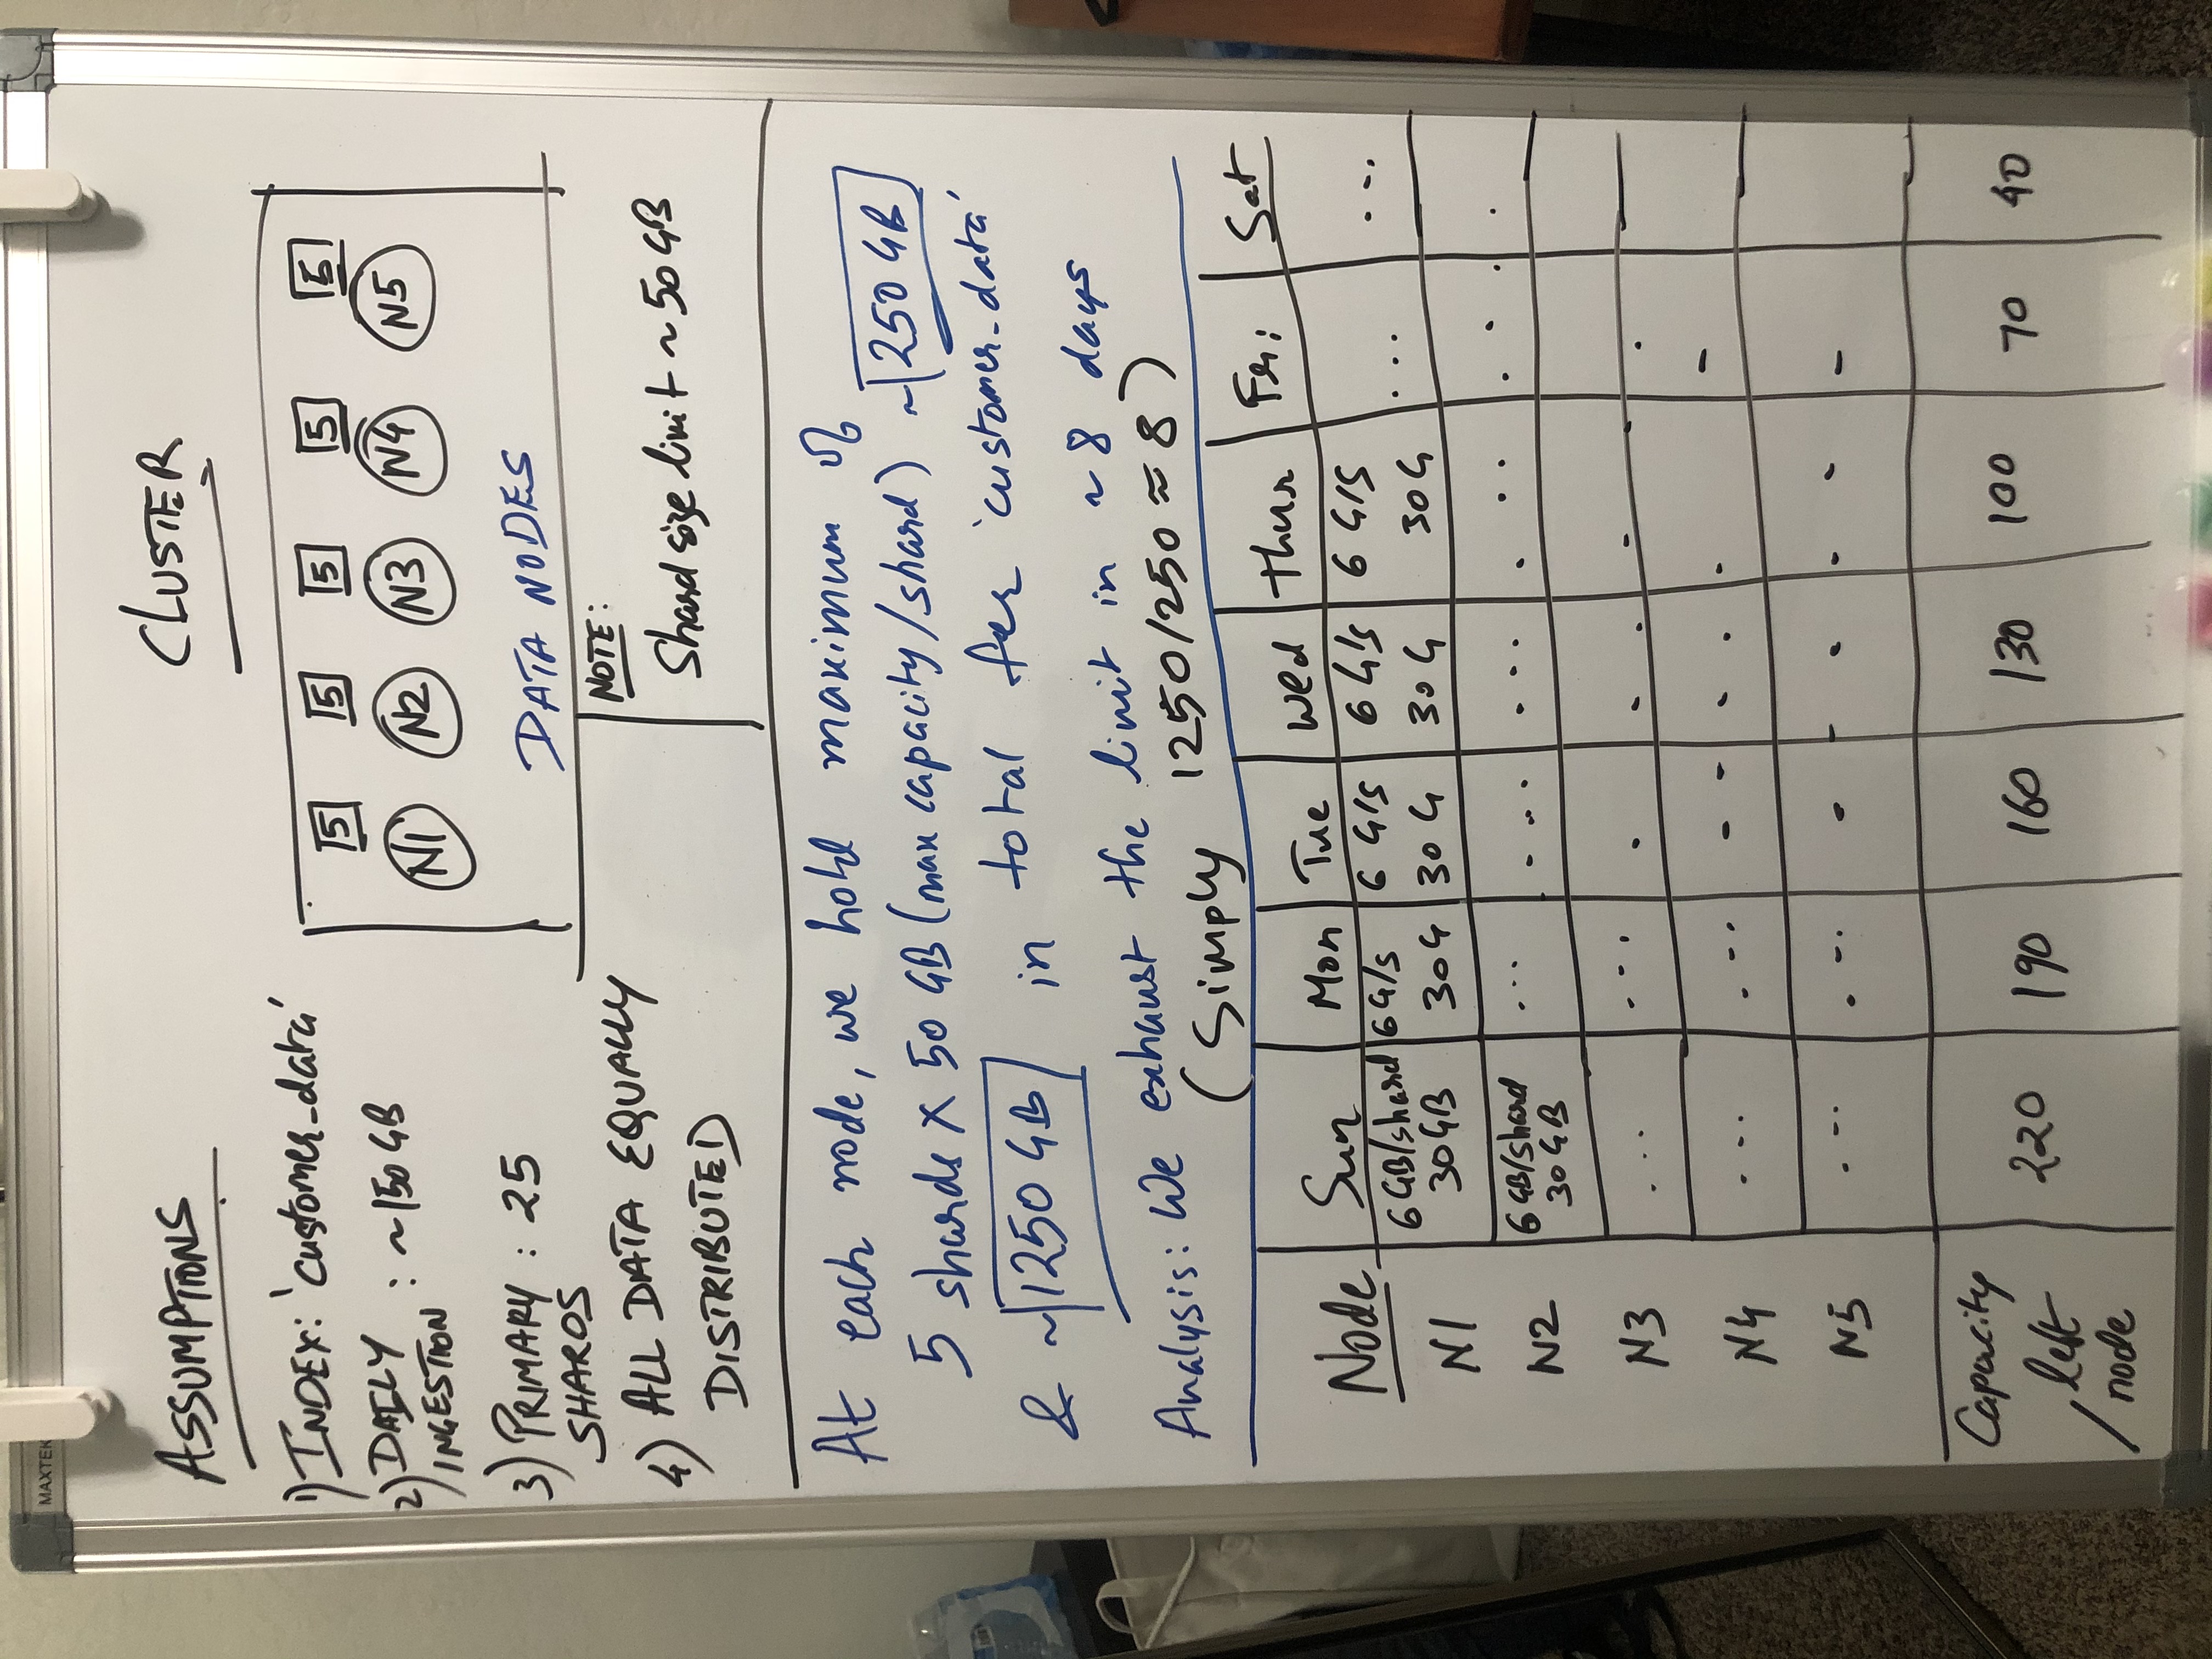 MAXTEK
ASSUMPTIONS
1) INDEX: 'customer_data'
2) DAILY
INGESTION : ~150 GB
3) PRIMARY : 25
SHARDS
4) ALL DATA EQUALLY
DISTRIBUTED
CLUSTER
5 5 5 5 5
N1 N2 N3 N4 N5
DATA NODES
NOTE:
Shard size limit ~ 50 GB
At each node, we hold maximum of
5 shards X 50 GB (max capacity/shard) ~ 250 GB
& ~ 1250 GB in total for 'customer_data'
Analysis: We exhaust the limit in ~ 8 days
(Simply 1250/250 ≈ 8)
Node Sun Mon Tue Wed Thur Fri Sat
N1 6 GB/shard 6 G/s 6 G/s 6 G/s 6 G/S ... ...
30GB 30G 30 G 30 G 30G
N2 6 GB/shard ... ... ... ... ... .
30 GB
N3 ... ... . . . . .
N4 ... ... - - . . . -
N5 ... ... - - . - - -
Capacity
left
/ node 220 190 160 130 100 70 40